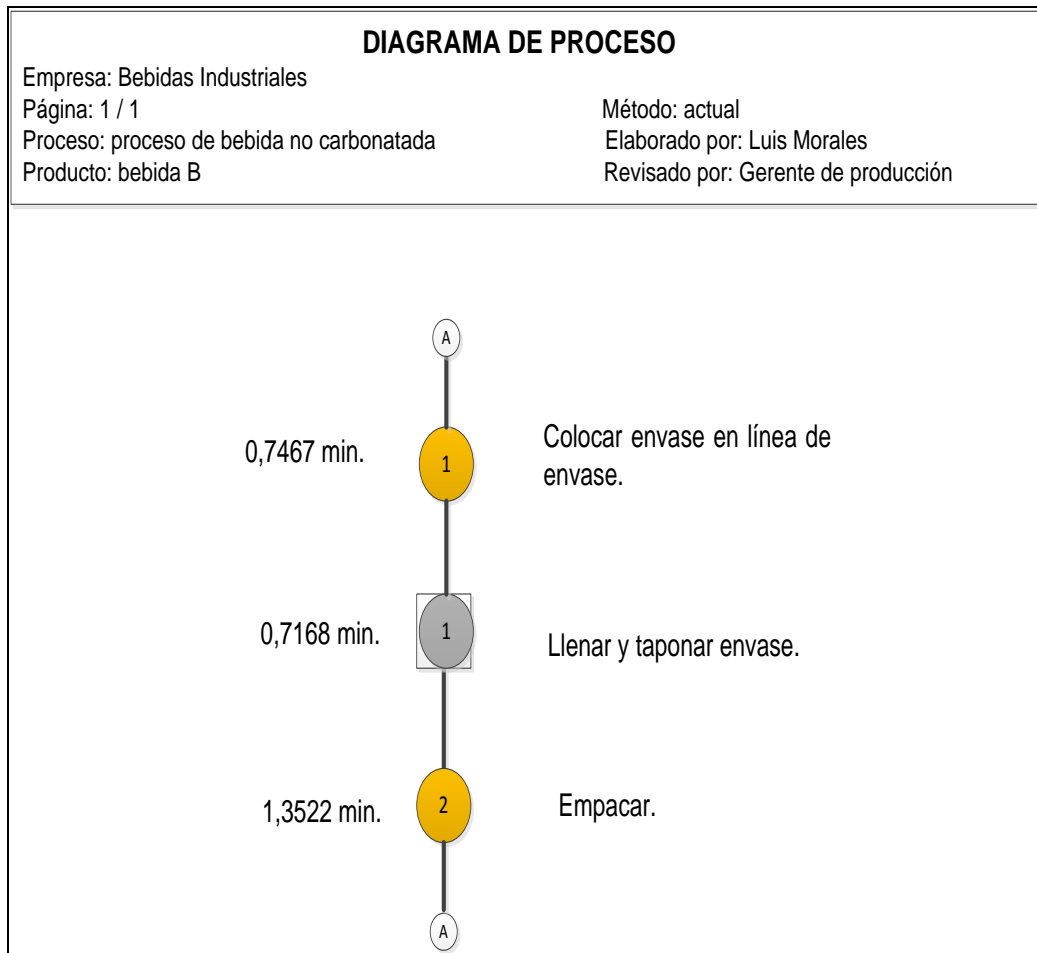 DIAGRAMA DE PROCESO
Empresa: Bebidas Industriales
Página: 1 / 1
Método: actual
Proceso: proceso de bebida no carbonatada
Elaborado por: Luis Morales
Producto: bebida B
Revisado por: Gerente de producción
A
0,7467 min.
1
Colocar envase en línea de
envase.
0,7168 min.
1
Llenar y taponar envase.
1,3522 min.
2
Empacar.
A